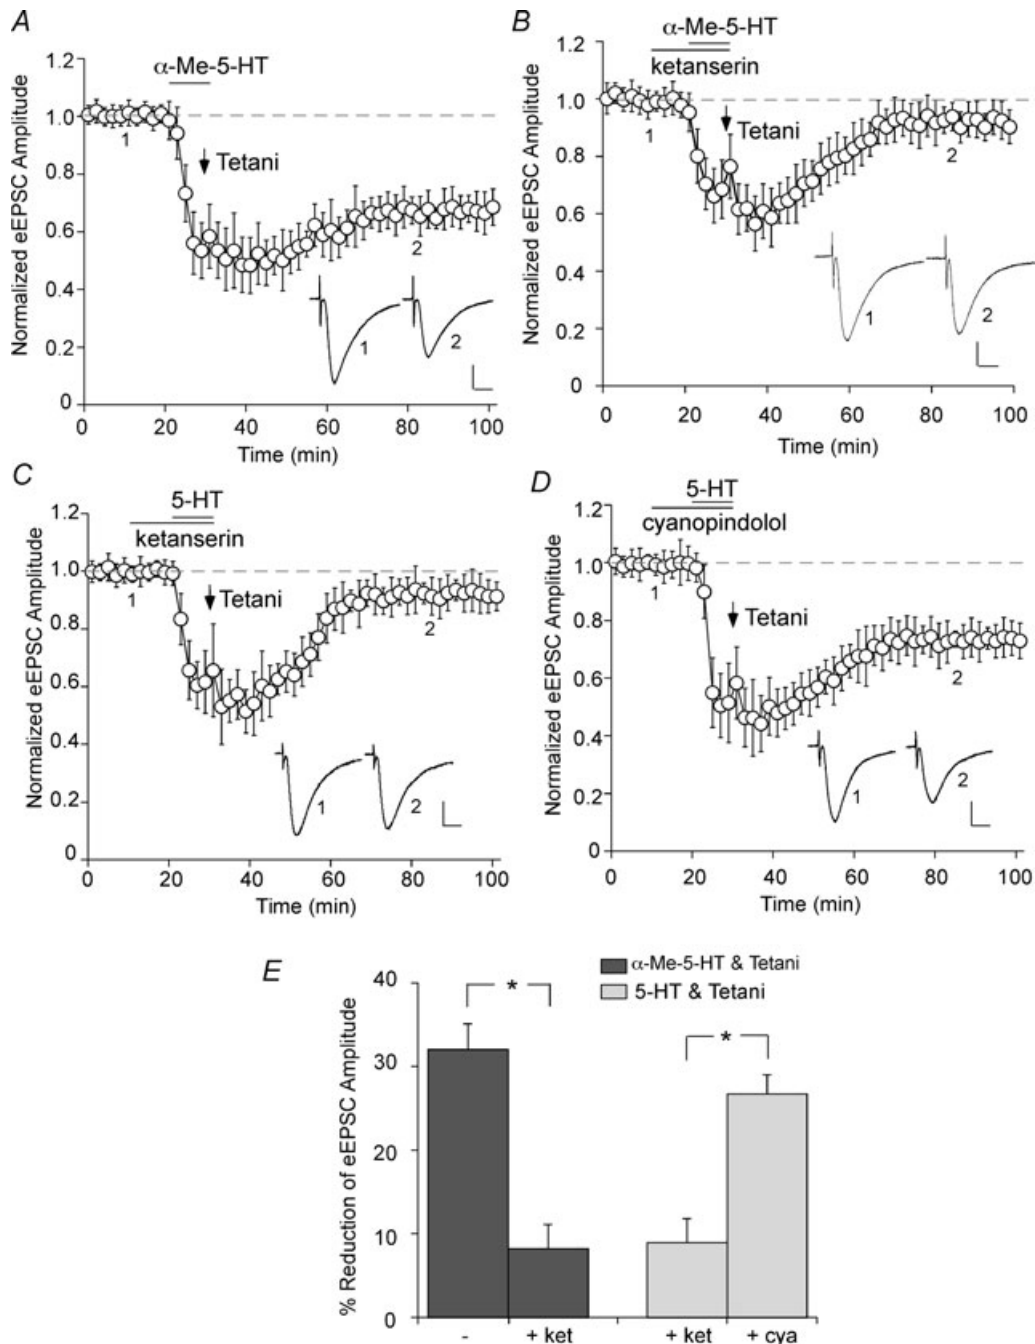 A
1.2
1.0
0.8
0.6
0.4
0.2
0
Normalized eEPSC Amplitude
α-Me-5-HT
1
Tetani
2
1
2
0 20 40 60 80 100
Time (min)
B
1.2
1.0
0.8
0.6
0.4
0.2
0
Normalized eEPSC Amplitude
α-Me-5-HT
ketanserin
1
Tetani
2
1
2
0 20 40 60 80 100
Time (min)
C
1.2
1.0
0.8
0.6
0.4
0.2
0
Normalized eEPSC Amplitude
5-HT
ketanserin
1
Tetani
2
1
2
0 20 40 60 80 100
Time (min)
D
1.2
1.0
0.8
0.6
0.4
0.2
0
Normalized eEPSC Amplitude
5-HT
cyanopindolol
1
Tetani
2
1
2
0 20 40 60 80 100
Time (min)
E
α-Me-5-HT & Tetani
5-HT & Tetani
40
30
20
10
0
% Reduction of eEPSC Amplitude
*
*
- + ket + ket + cya